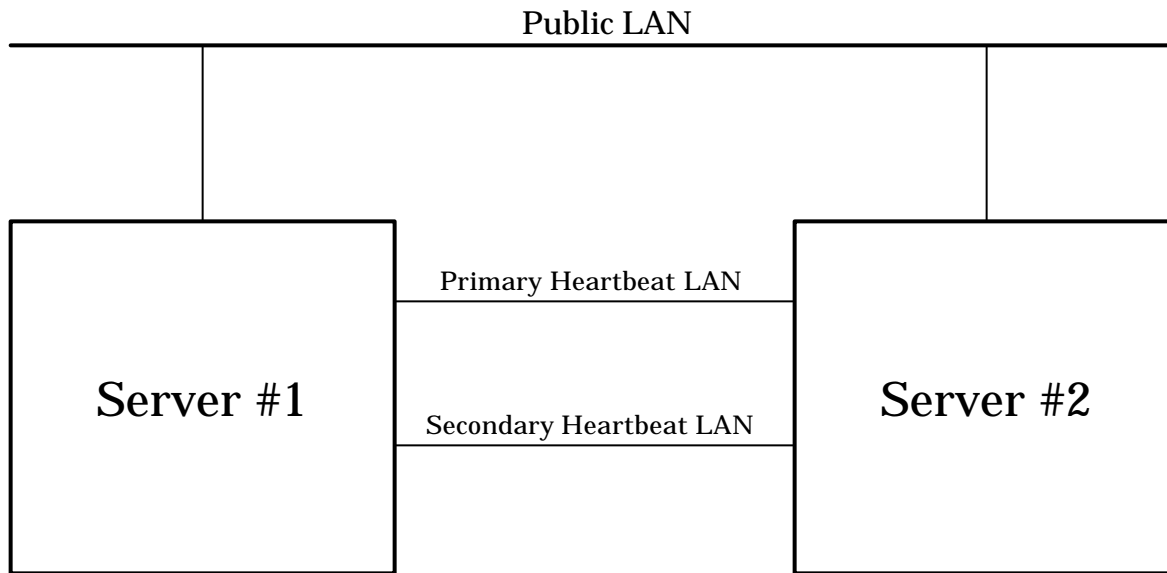 Public LAN
Primary Heartbeat LAN
Server #1
Server #2
Secondary Heartbeat LAN